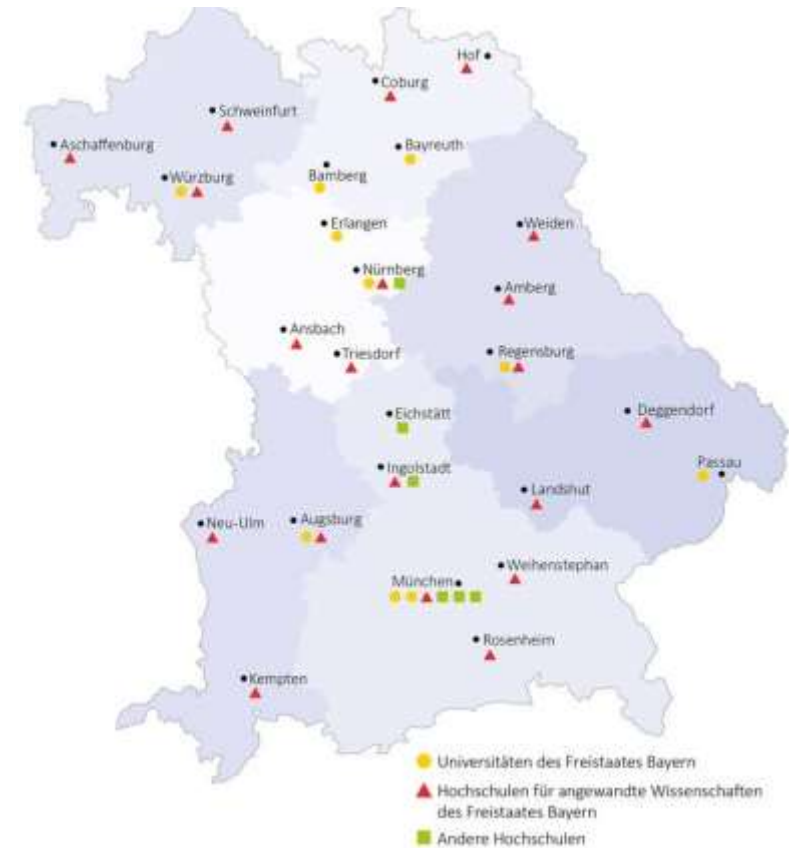 Hof
Coburg
Schweinfurt
Aschaffenburg
Bayreuth
Würzburg
Bamberg
Erlangen
Weiden
Nürnberg
Amberg
Ansbach
Triesdorf
Regensburg
Eichstätt
Deggendorf
Ingolstadt
Passau
Landshut
Neu-Ulm
Augsburg
Weihenstephan
München
Rosenheim
Kempten
Universitäten des Freistaates Bayern
Hochschulen für angewandte Wissenschaften
des Freistaates Bayern
Andere Hochschulen